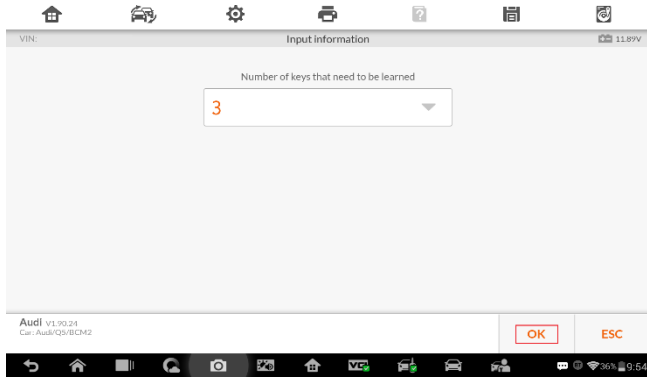 VIN:
Input information
11.89V
Number of keys that need to be learned
3
Audi V1.90.24
Car: Audi/Q5/BCM2
OK
ESC
VCI
36% 9:54